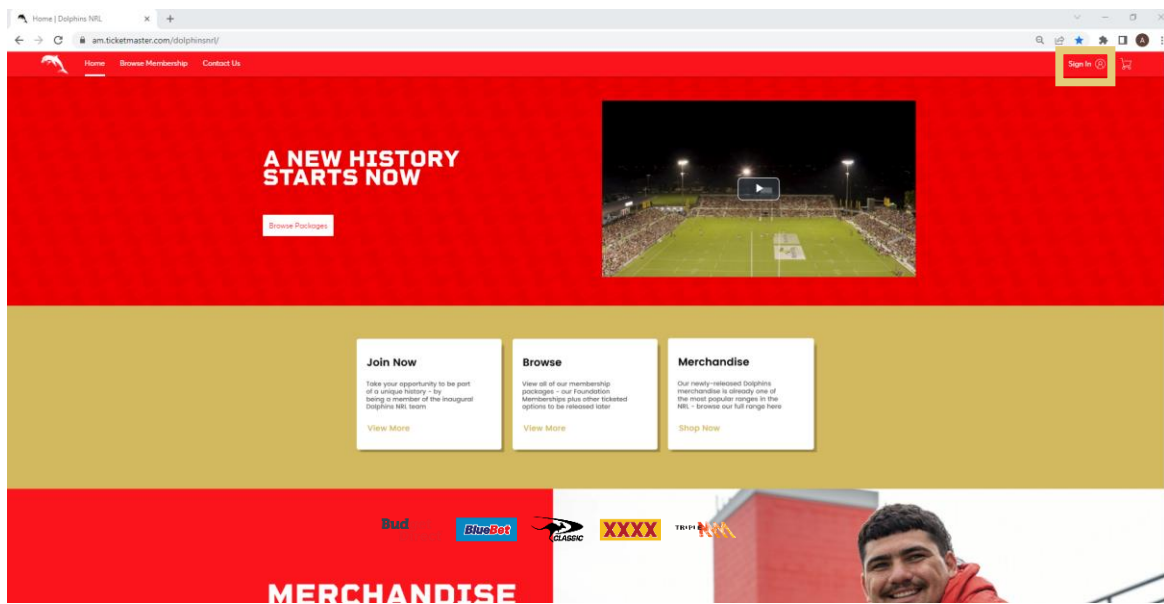 Home | Dolphins NRL
am.ticketmaster.com/dolphinsnrl/
A
Home Browse Membership Contact Us
Sign In
A NEW HISTORY
STARTS NOW
Browse Packages
Join Now
Take your opportunity to be part
of a unique history - by
being a member of the inaugural
Dolphins NRL team
View More
Browse
View all of our membership
packages - our Foundation
Memberships plus other ticketed
options to be released later
View More
Merchandise
Our newly-released Dolphins
merchandise is already one of
the most popular ranges in the
NRL - browse our full range here
Shop Now
Bud
BlueBet
CLASSIC
XXXX
MERCHANDISE